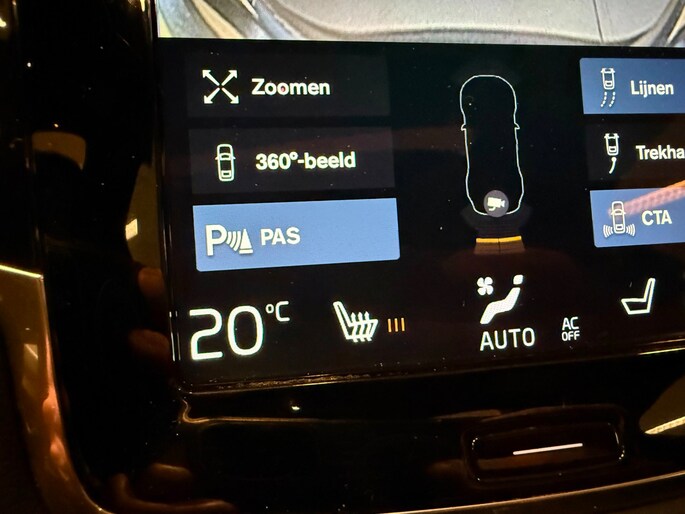 Zoomen
Lijnen
360°-beeld
Trekha
PAS
CTA
20°C
AUTO
AC
OFF